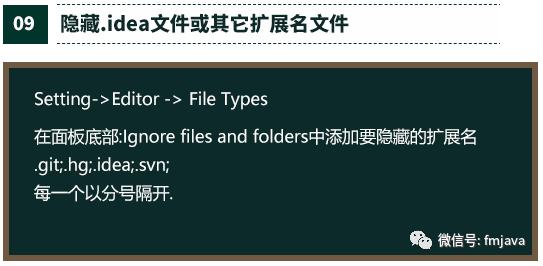 09 隐藏.idea文件或其它扩展名文件
Setting->Editor -> File Types
在面板底部:Ignore files and folders中添加要隐藏的扩展名
.git;.hg;.idea;.svn;
每一个以分号隔开.
微信号: fmjava